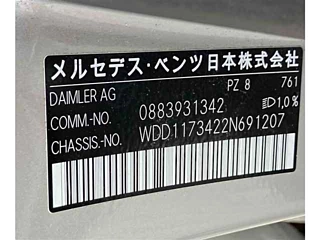 メルセデス・ベンツ日本株式会社
DAIMLER AG PZ 8 761
COMM.-NO. 0883931342 1,0%
CHASSIS.-NO. WDD1173422N691207